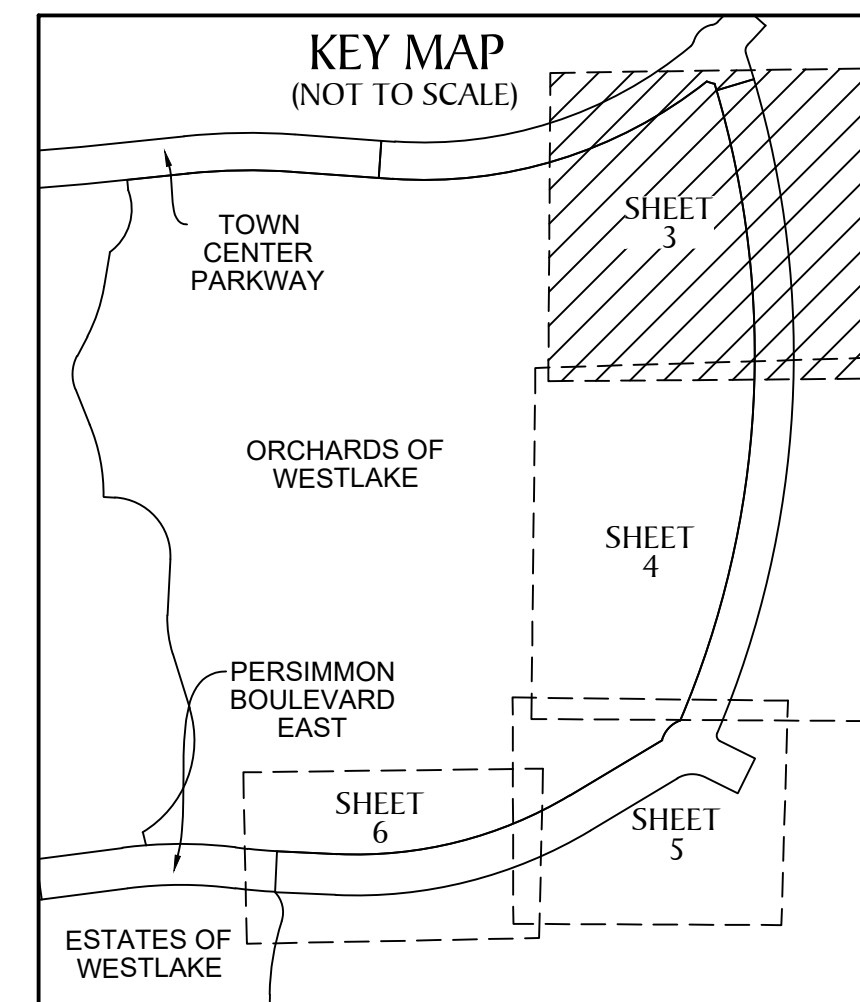 KEY MAP
(NOT TO SCALE)
SHEET
3
TOWN
CENTER
PARKWAY
ORCHARDS OF
WESTLAKE
SHEET
4
PERSIMMON
BOULEVARD
EAST
SHEET
6
SHEET
5
ESTATES OF
WESTLAKE